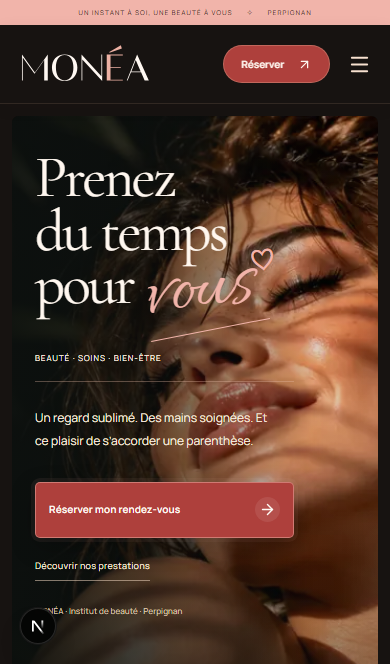 UN INSTANT À SOI, UNE BEAUTÉ À VOUS ✧ PERPIGNAN
MONÉA
Réserver
Prenez
du temps
pour vous
BEAUTÉ · SOINS · BIEN-ÊTRE
Un regard sublimé. Des mains soignées. Et
ce plaisir de s'accorder une parenthèse.
Réserver mon rendez-vous
Découvrir nos prestations
NÉA · Institut de beauté · Perpignan
N